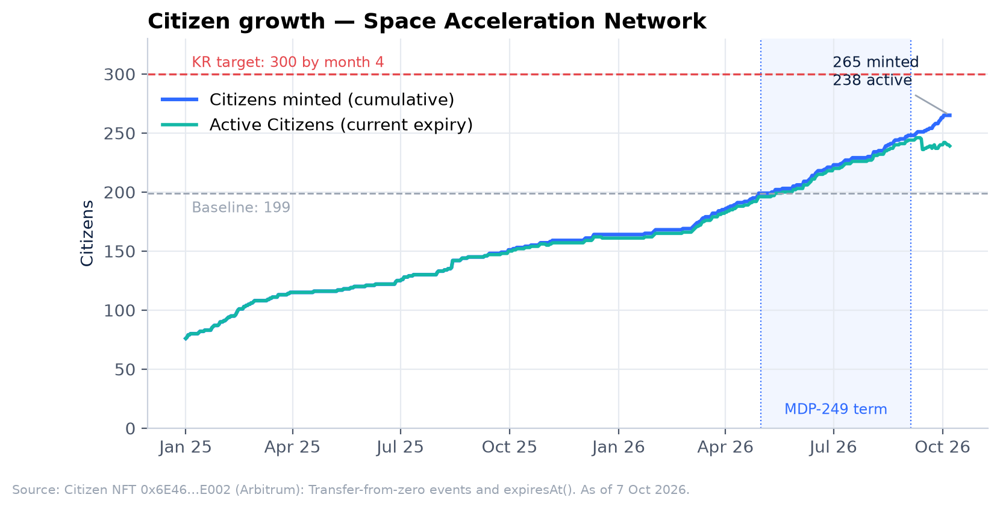 Citizen growth — Space Acceleration Network
KR target: 300 by month 4
265 minted
238 active
Citizens minted (cumulative)
Active Citizens (current expiry)
Baseline: 199
MDP-249 term
Citizens
300
250
200
150
100
50
0
Jan 25
Apr 25
Jul 25
Oct 25
Jan 26
Apr 26
Jul 26
Oct 26
Source: Citizen NFT 0x6E46...E002 (Arbitrum): Transfer-from-zero events and expiresAt(). As of 7 Oct 2026.